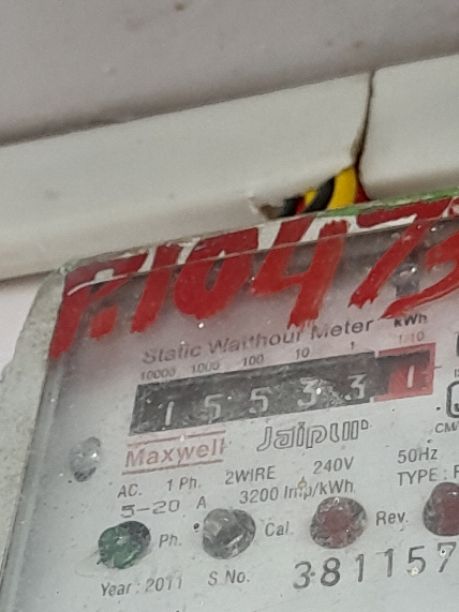 F.10473
Static Watthour Meter kWh
10000 1000 100 10 1 1/10
1 5 5 3 3 1
Maxwell Jaipur
AC. 1 Ph. 2WIRE 240V 50Hz
5-20 A 3200 Imp/kWh TYPE :
Ph. Cal. Rev.
Year : 2011 S.No. 381157